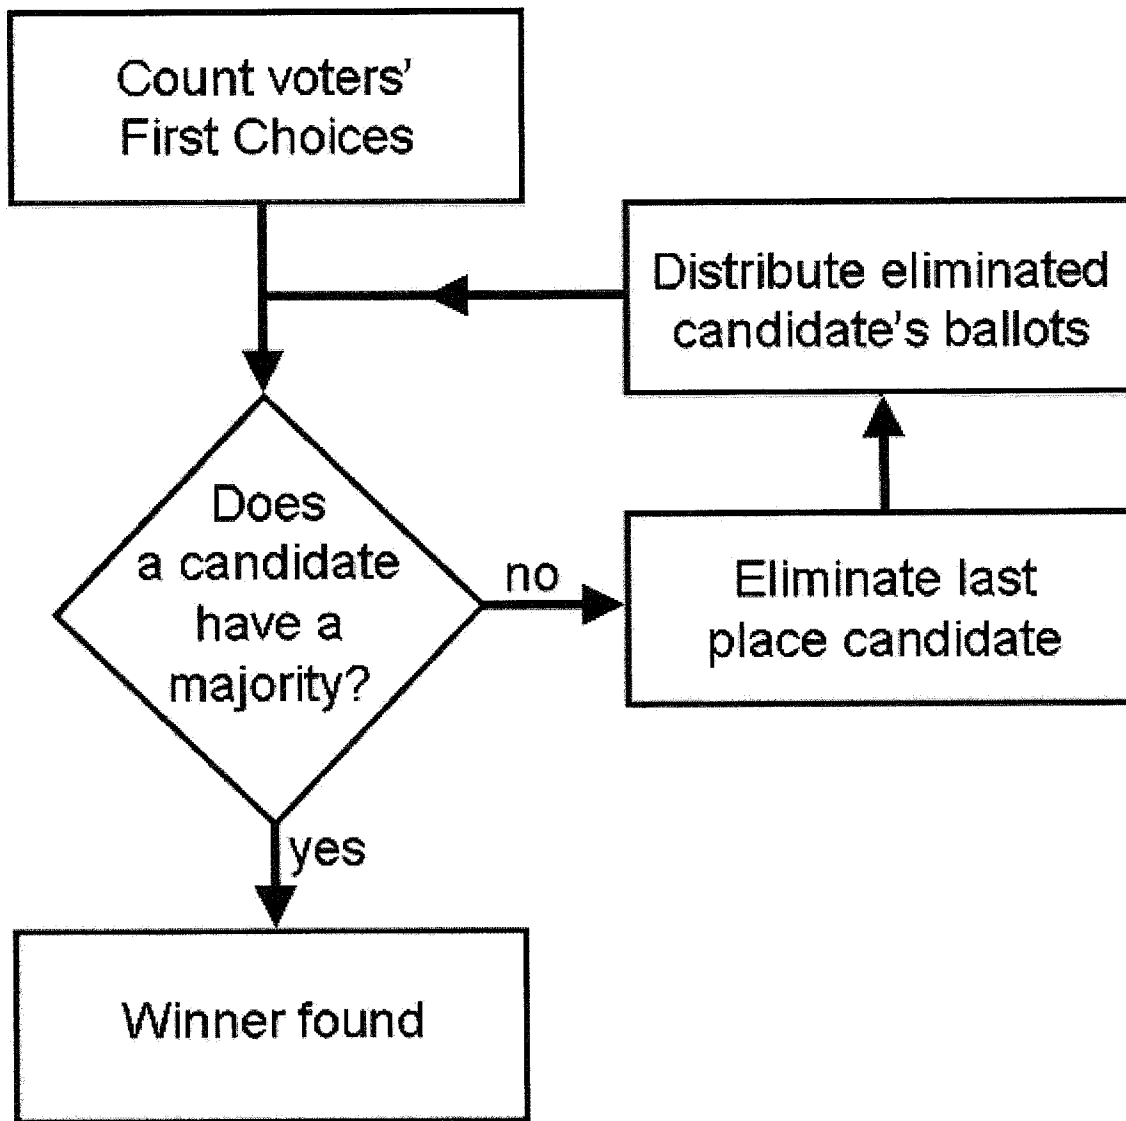 Count voters'
First Choices
Distribute eliminated
candidate's ballots
Does
a candidate
have a
majority?
no
Eliminate last
place candidate
yes
Winner found